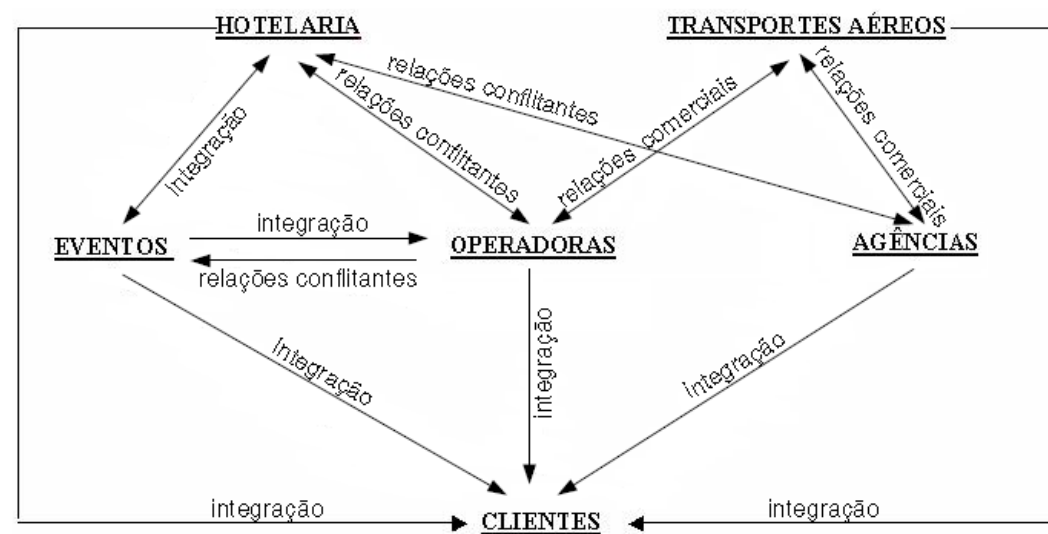 HOTELARIA
TRANSPORTES AÉREOS
relações conflitantes
relações conflitantes
relações comerciais
relações comerciais
Integração
integração
EVENTOS
OPERADORAS
AGÊNCIAS
relações conflitantes
Integração
integração
integração
integração
CLIENTES
integração